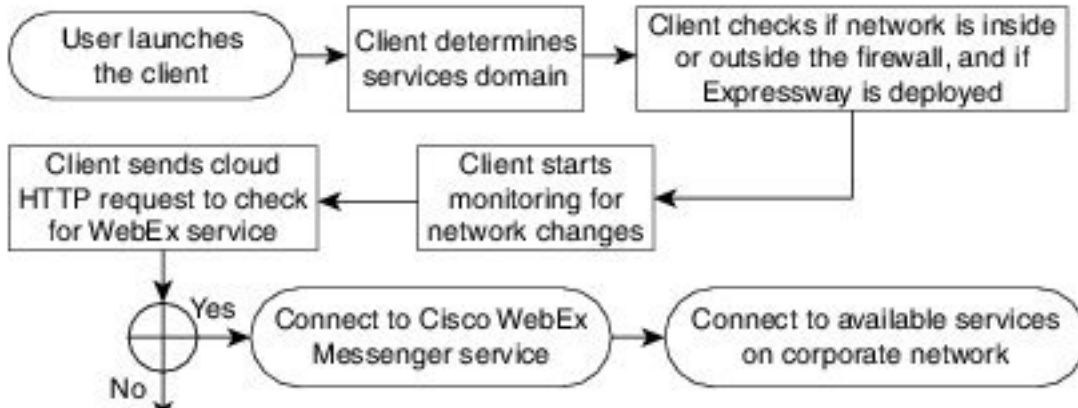 User launches
the client
Client determines
services domain
Client checks if network is inside
or outside the firewall, and if
Expressway is deployed
Client starts
monitoring for
network changes
Client sends cloud
HTTP request to check
for WebEx service
Yes
No
Connect to Cisco WebEx
Messenger service
Connect to available services
on corporate network